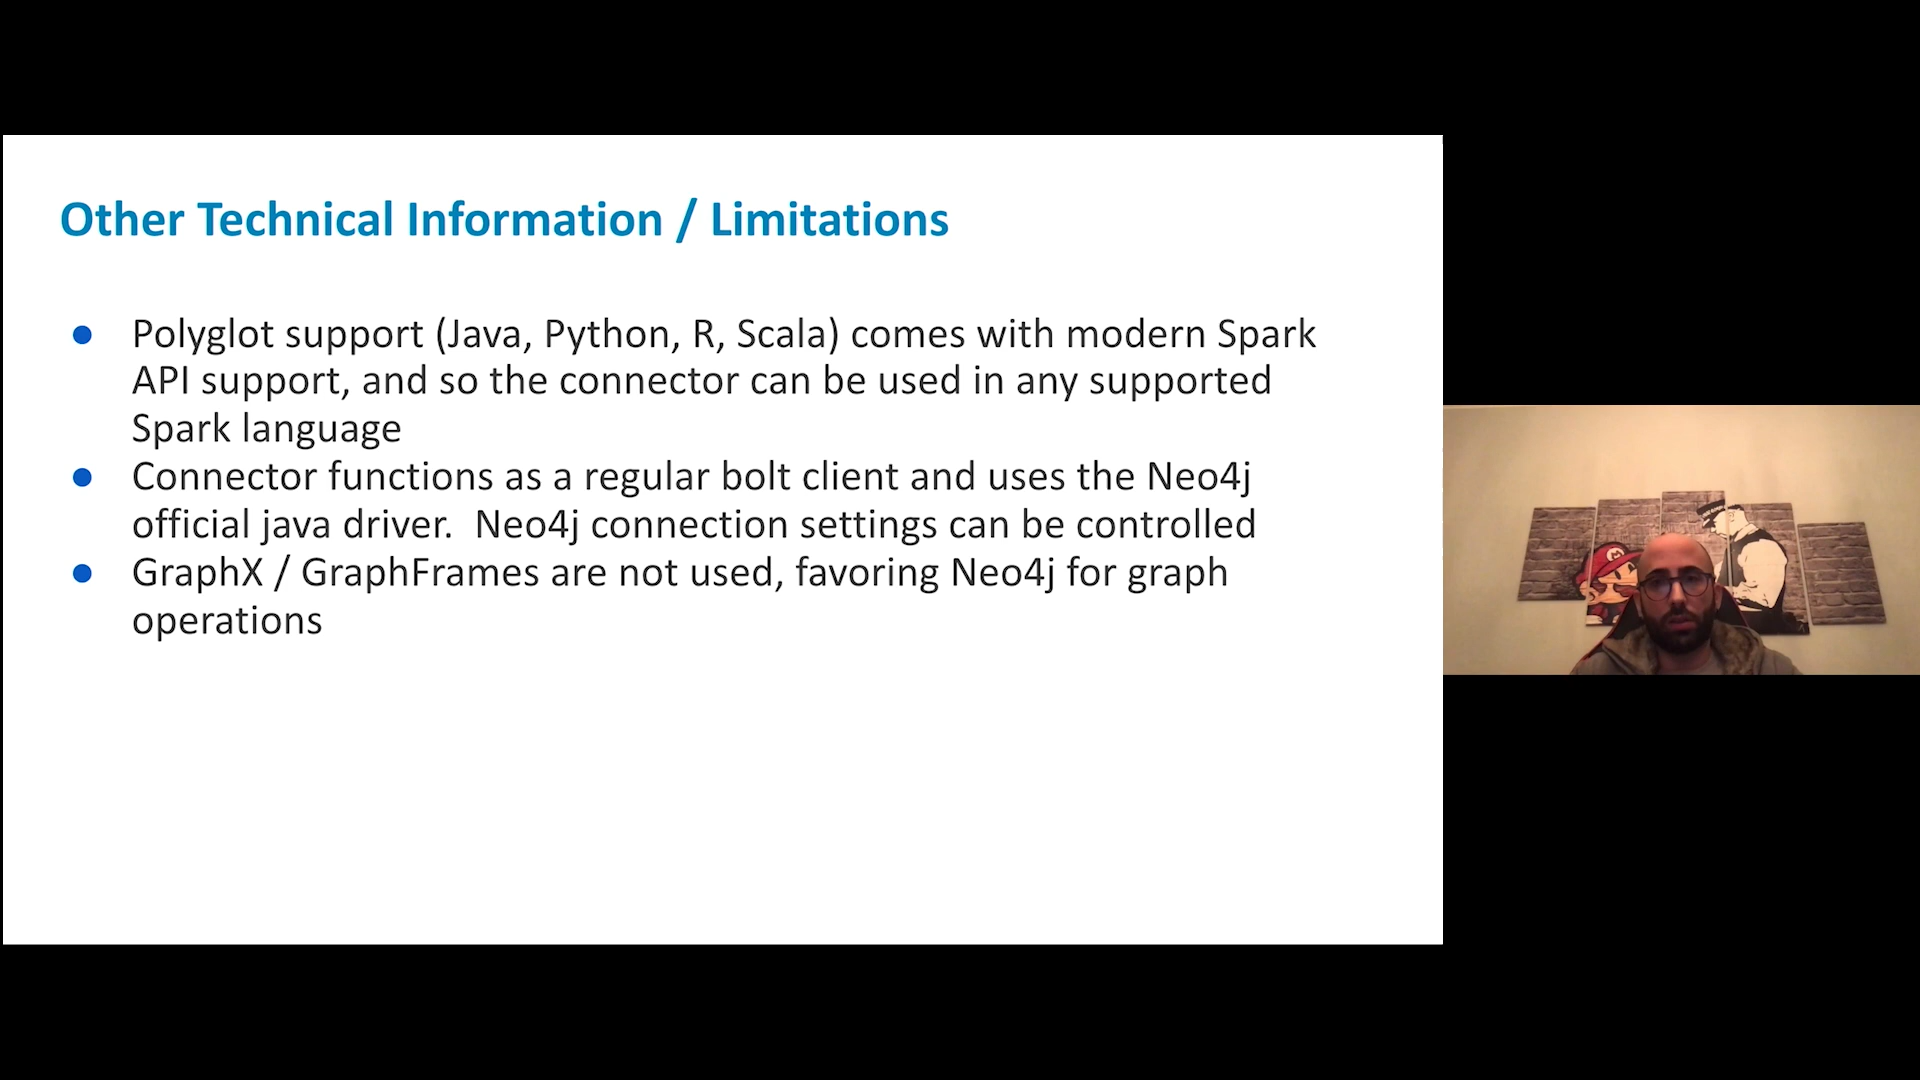 Other Technical Information / Limitations
● Polyglot support (Java, Python, R, Scala) comes with modern Spark
API support, and so the connector can be used in any supported
Spark language
● Connector functions as a regular bolt client and uses the Neo4j
official java driver.  Neo4j connection settings can be controlled
● GraphX / GraphFrames are not used, favoring Neo4j for graph
operations